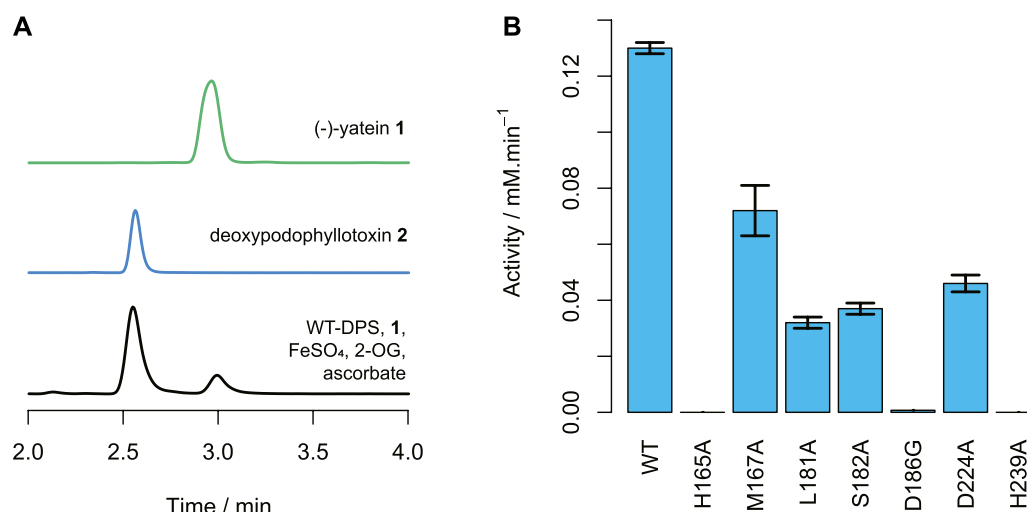 A
(-)-yatein 1
deoxypodophyllotoxin 2
WT-DPS, 1,
FeSO₄, 2-OG,
ascorbate
2.0 2.5 3.0 3.5 4.0
Time / min
B
Activity / mM.min⁻¹
0.12
0.08
0.04
0.00
WT
H165A
M167A
L181A
S182A
D186G
D224A
H239A